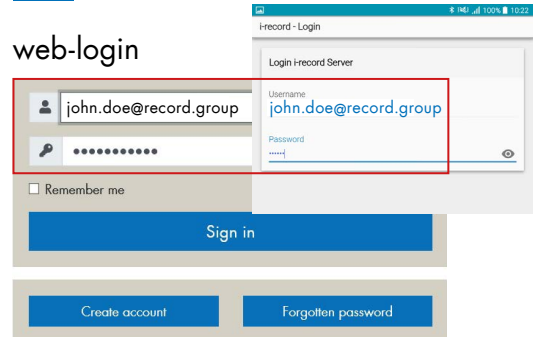 100% 10:22
i-record - Login
web-login
Login i-record Server
john.doe@record.group
●●●●●●●●●●●
Username
john.doe@record.group
Password
••••••
Remember me
Sign in
Create account
Forgotten password